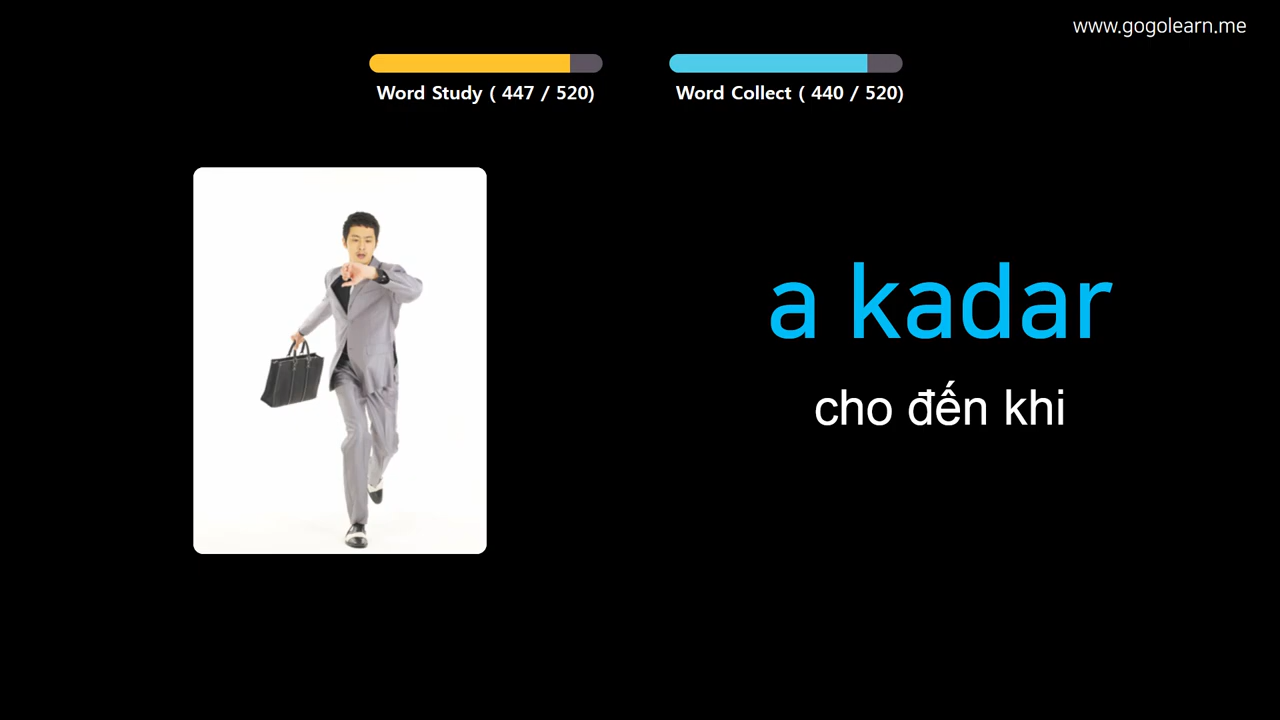 www.gogolearn.me
Word Study ( 447 / 520)
Word Collect ( 440 / 520)
a kadar
cho đến khi